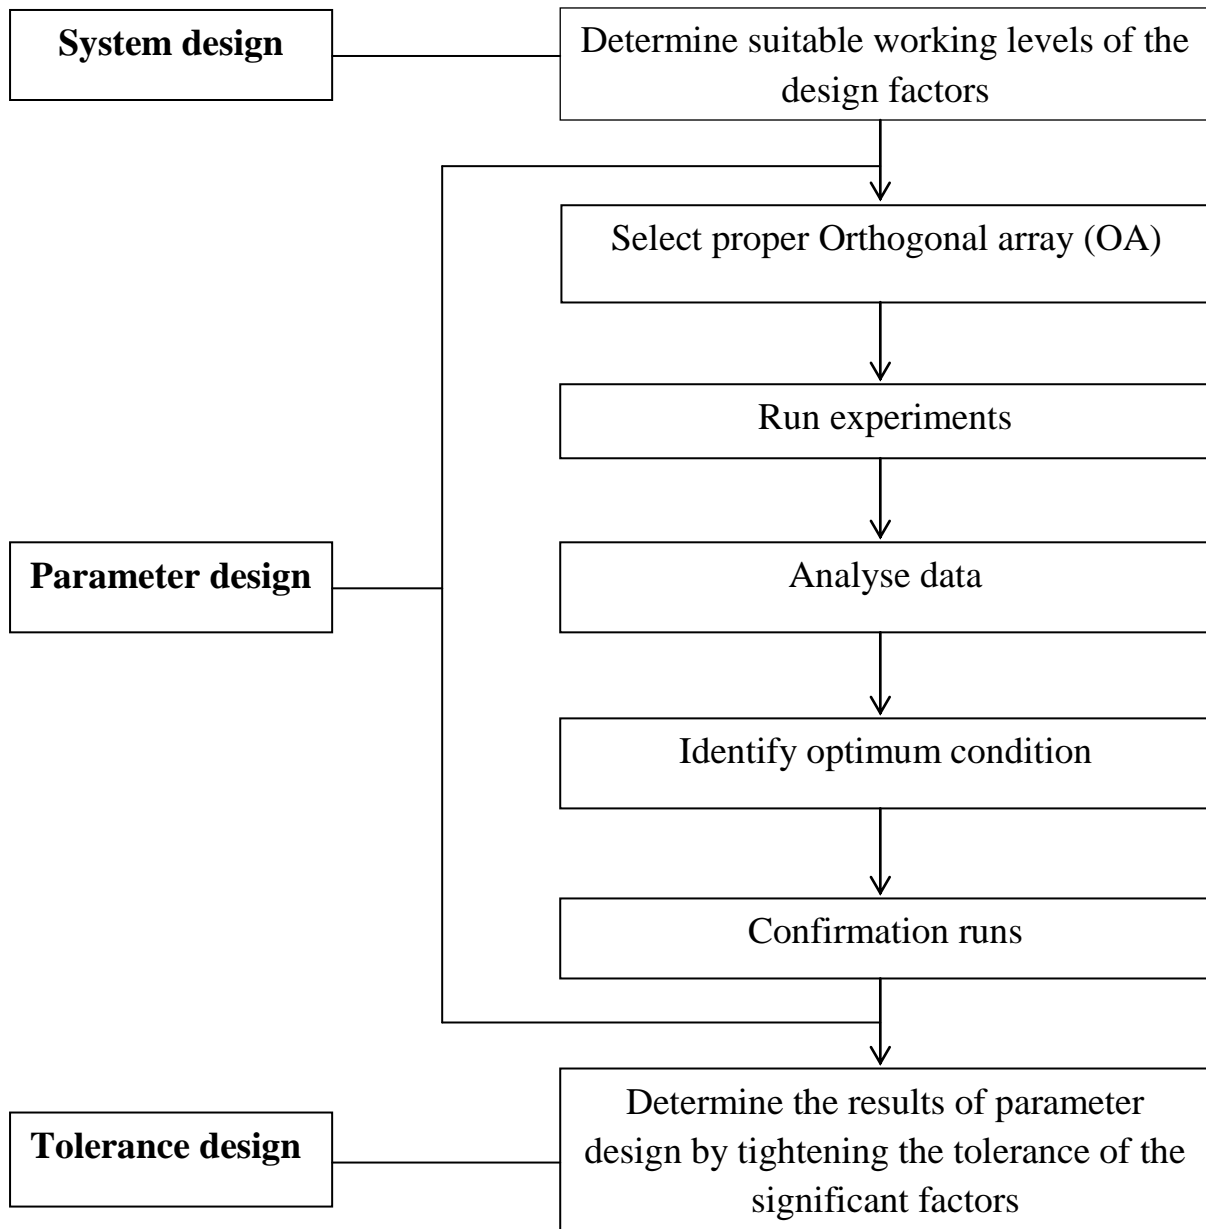 System design
Determine suitable working levels of the
design factors
Select proper Orthogonal array (OA)
Run experiments
Parameter design
Analyse data
Identify optimum condition
Confirmation runs
Tolerance design
Determine the results of parameter
design by tightening the tolerance of the
significant factors